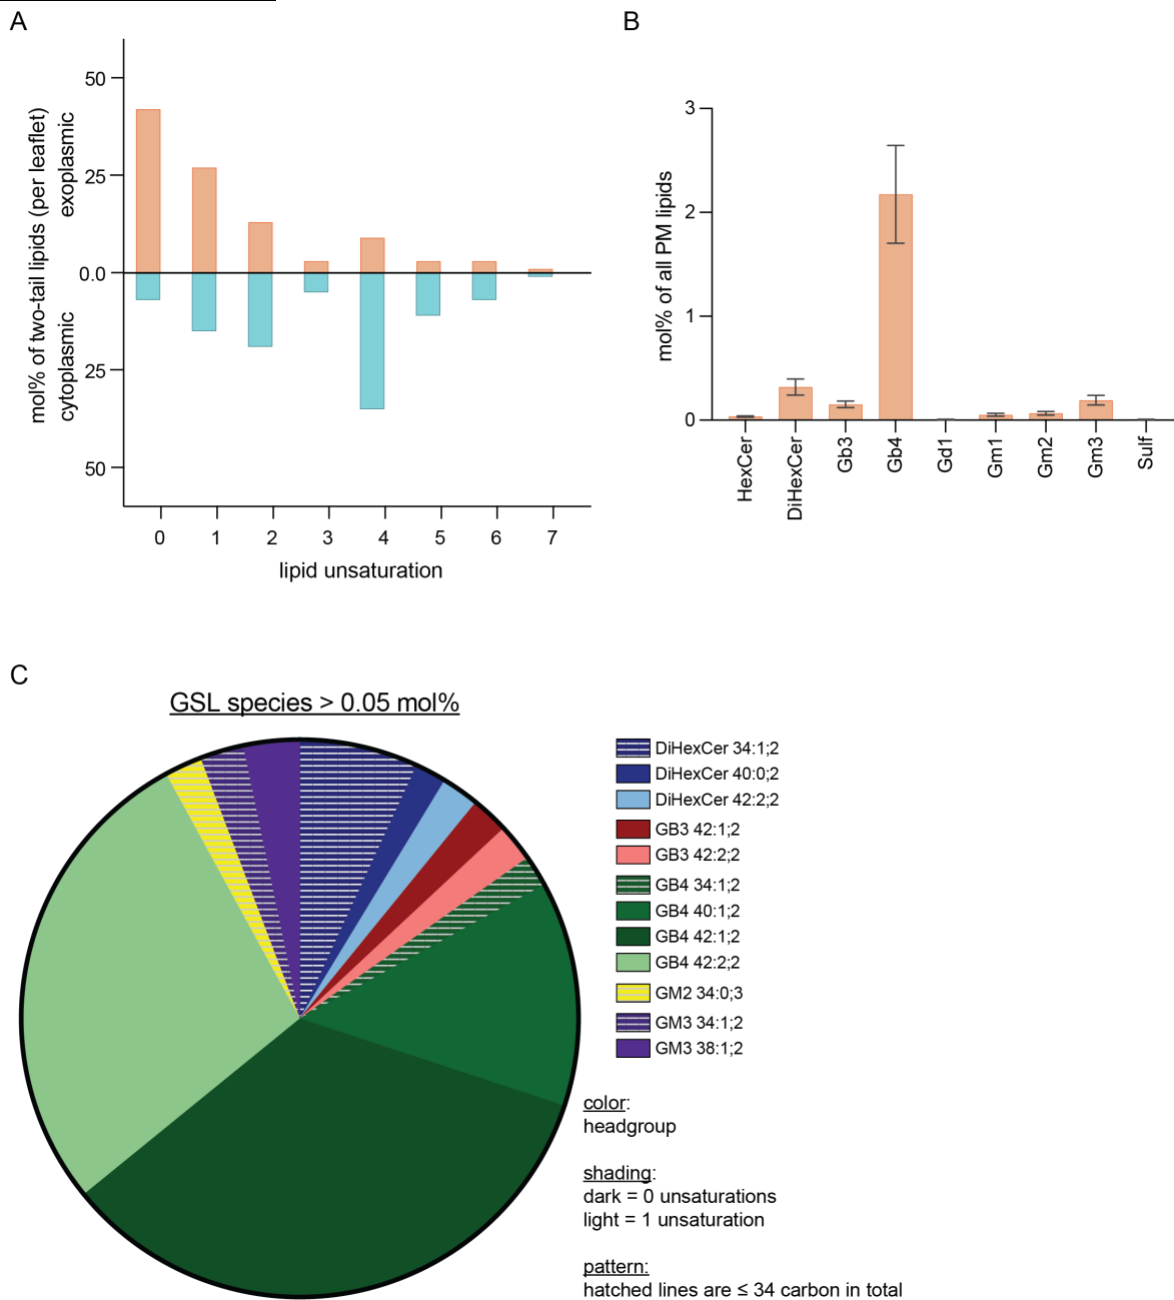 A
mol% of two-tail lipids (per leaflet)
cytoplasmic exoplasmic
50
25
0.0
25
50
0 1 2 3 4 5 6 7
lipid unsaturation
B
mol% of all PM lipids
3
2
1
0
HexCer
DiHexCer
Gb3
Gb4
Gd1
Gm1
Gm2
Gm3
Sulf
C
GSL species > 0.05 mol%
DiHexCer 34:1;2
DiHexCer 40:0;2
DiHexCer 42:2;2
GB3 42:1;2
GB3 42:2;2
GB4 34:1;2
GB4 40:1;2
GB4 42:1;2
GB4 42:2;2
GM2 34:0;3
GM3 34:1;2
GM3 38:1;2
color:
headgroup
shading:
dark = 0 unsaturations
light = 1 unsaturation
pattern:
hatched lines are ≤ 34 carbon in total